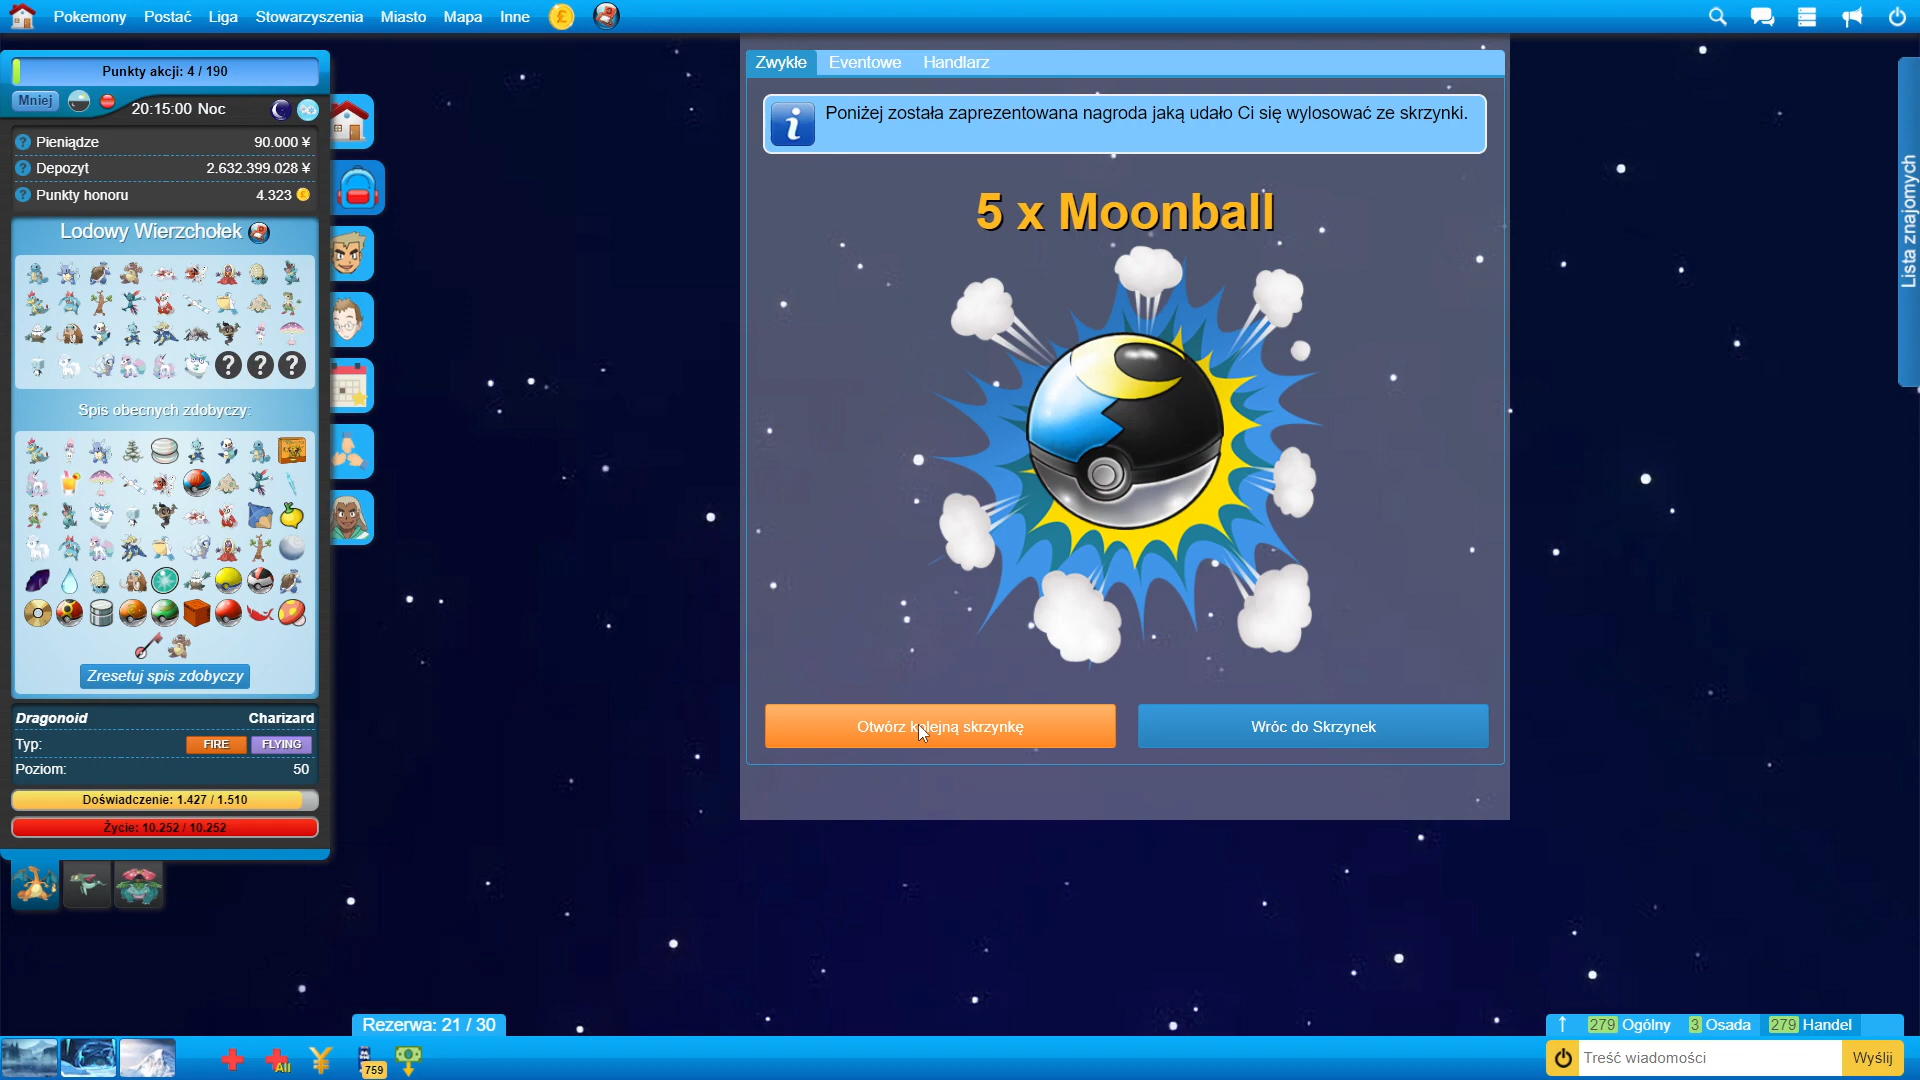 Pokemony Postać Liga Stowarzyszenia Miasto Mapa Inne
Punkty akcji: 4 / 190
Mniej
20:15:00 Noc
Pieniądze 90.000 ¥
Depozyt 2.632.399.028 ¥
Punkty honoru 4.323
Lodowy Wierzchołek
Spis obecnych zdobyczy:
Zresetuj spis zdobyczy
Dragonoid Charizard
Typ: FIRE FLYING
Poziom: 50
Doświadczenie: 1.427 / 1.510
Życie: 10.252 / 10.252
Zwykłe Eventowe Handlarz
Poniżej została zaprezentowana nagroda jaką udało Ci się wylosować ze skrzynki.
5 x Moonball
Otwórz kolejną skrzynkę
Wróc do Skrzynek
Lista znajomych
Rezerwa: 21 / 30
All
759
279 Ogólny 3 Osada 279 Handel
Treść wiadomości
Wyślij